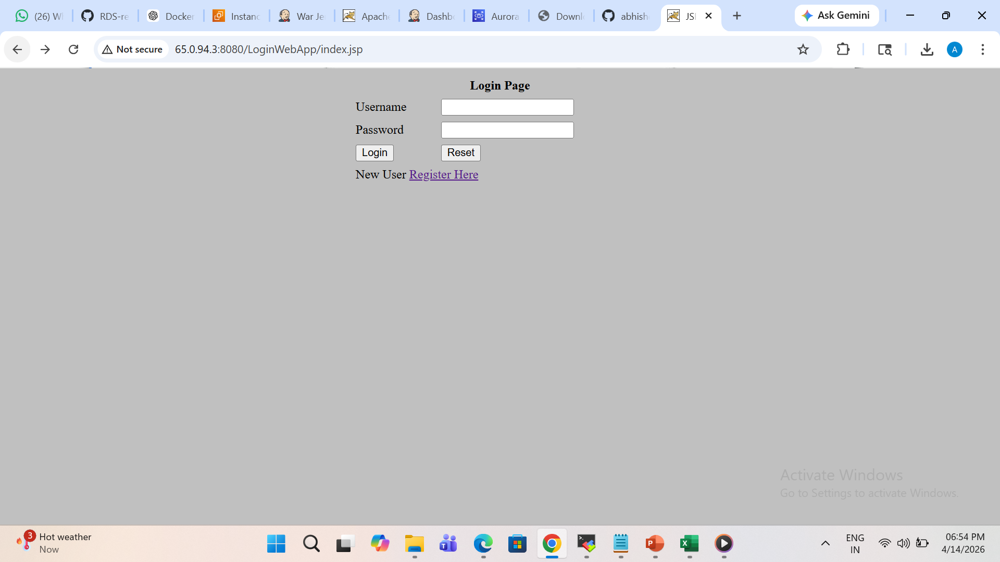 (26) W
RDS-re
Docker
Instanc
War Je
Apache
Dashbo
Aurora
Downl
abhish
JS
Ask Gemini
Not secure
65.0.94.3:8080/LoginWebApp/index.jsp
A
Login Page
Username
Password
Login
Reset
New User Register Here
Activate Windows
Go to Settings to activate Windows.
3
Hot weather
Now
ENG
IN
06:54 PM
4/14/2026